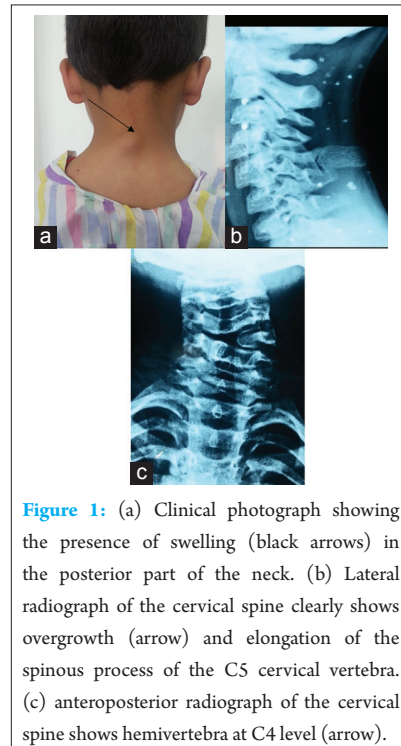 a
b
c
Figure 1: (a) Clinical photograph showing
the presence of swelling (black arrows) in
the posterior part of the neck. (b) Lateral
radiograph of the cervical spine clearly shows
overgrowth (arrow) and elongation of the
spinous process of the C5 cervical vertebra.
(c) anteroposterior radiograph of the cervical
spine shows hemivertebra at C4 level (arrow).